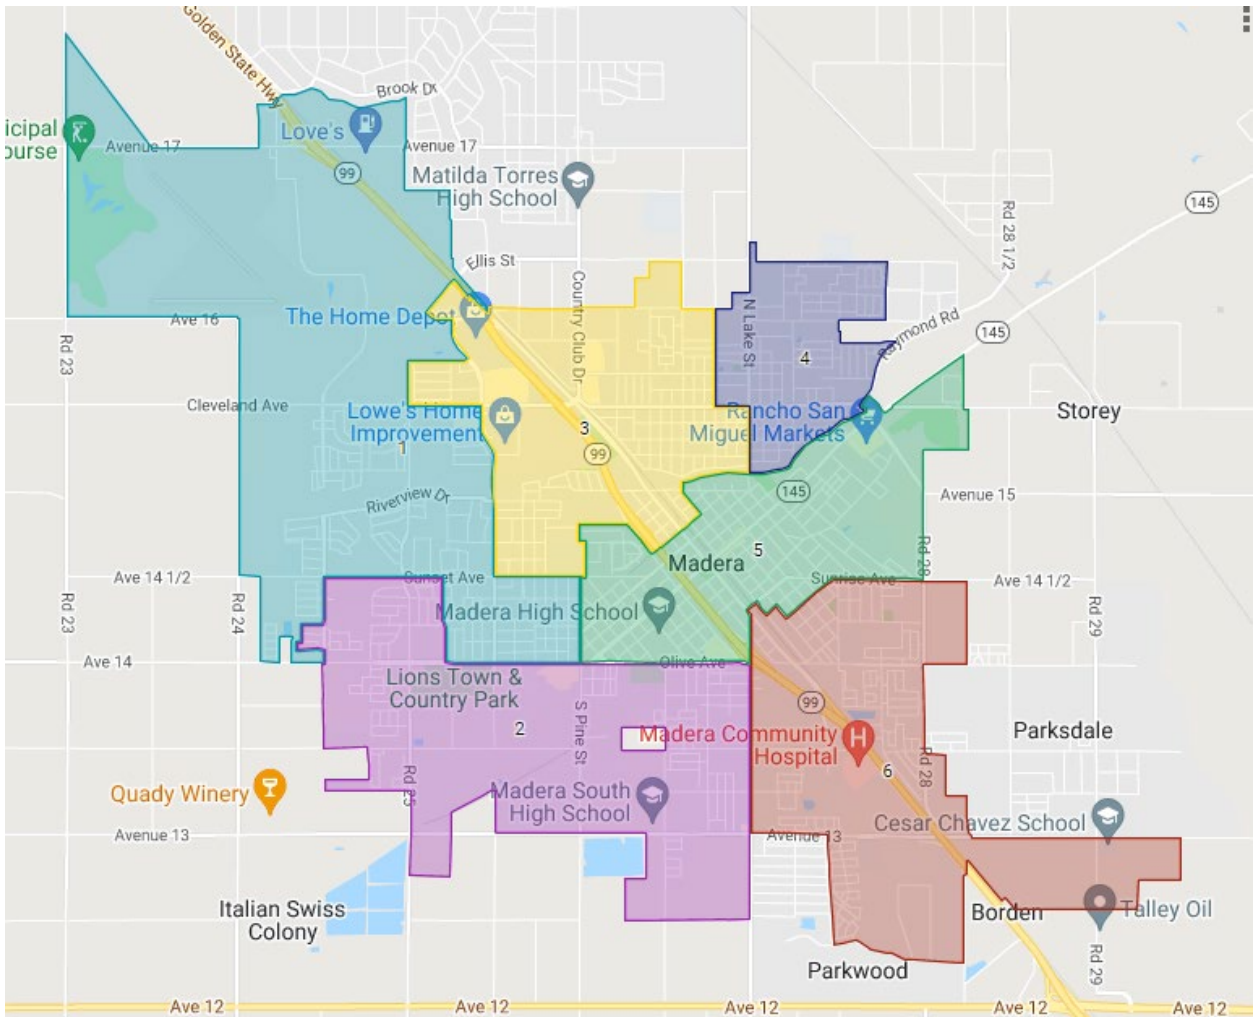 Golden State Hwy
Brook Dr
icipal
ourse
Avenue 17
Love's
Avenue 17
99
Matilda Torres
High School
145
Rd 28 1/2
Ellis St
Country Club Dr
N Lake St
The Home Depot
Ave 16
Raymond Rd
145
Rd 23
4
Cleveland Ave
Lowe's Home
Improvement
3
Rancho San
Miguel Markets
Storey
1
99
Riverview Dr
145
Avenue 15
5
Madera
Rd 28
Ave 14 1/2
Sunset Ave
Sunrise Ave
Ave 14 1/2
Rd 23
Rd 24
Madera High School
Rd 29
Ave 14
Olive Ave
Lions Town &
Country Park
99
2
S Pine St
Madera Community
Hospital
H
Parksdale
6
Rd 28
Rd 25
Quady Winery
Madera South
High School
Avenue 13
Avenue 13
Cesar Chavez School
Italian Swiss
Colony
Borden
Talley Oil
Rd 29
Parkwood
Ave 12
Ave 12
Ave 12
Ave 12
Ave 12